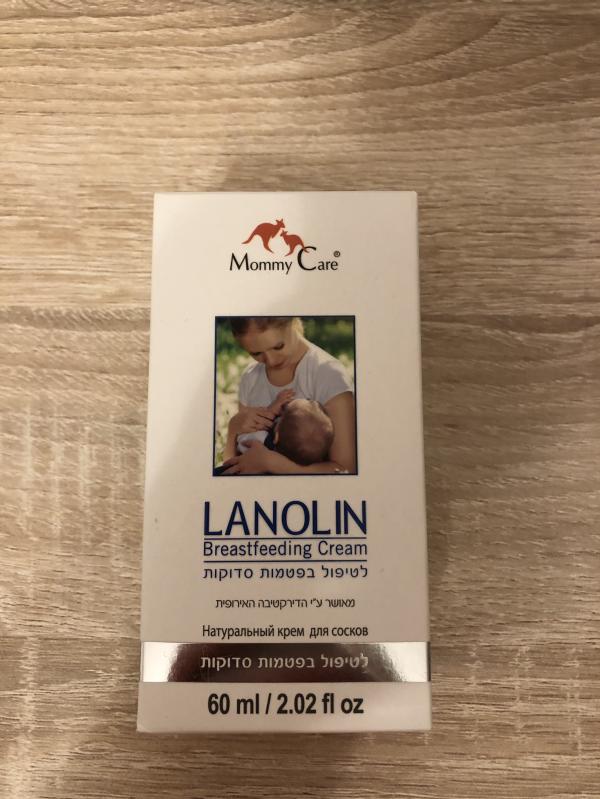 Mommy Care®
LANOLIN
Breastfeeding Cream
לטיפול בפטמות סדוקות
מאושר ע"י הדירקטיבה האירופית
Натуральный крем для сосков
לטיפול בפטמות סדוקות
60 ml / 2.02 fl oz